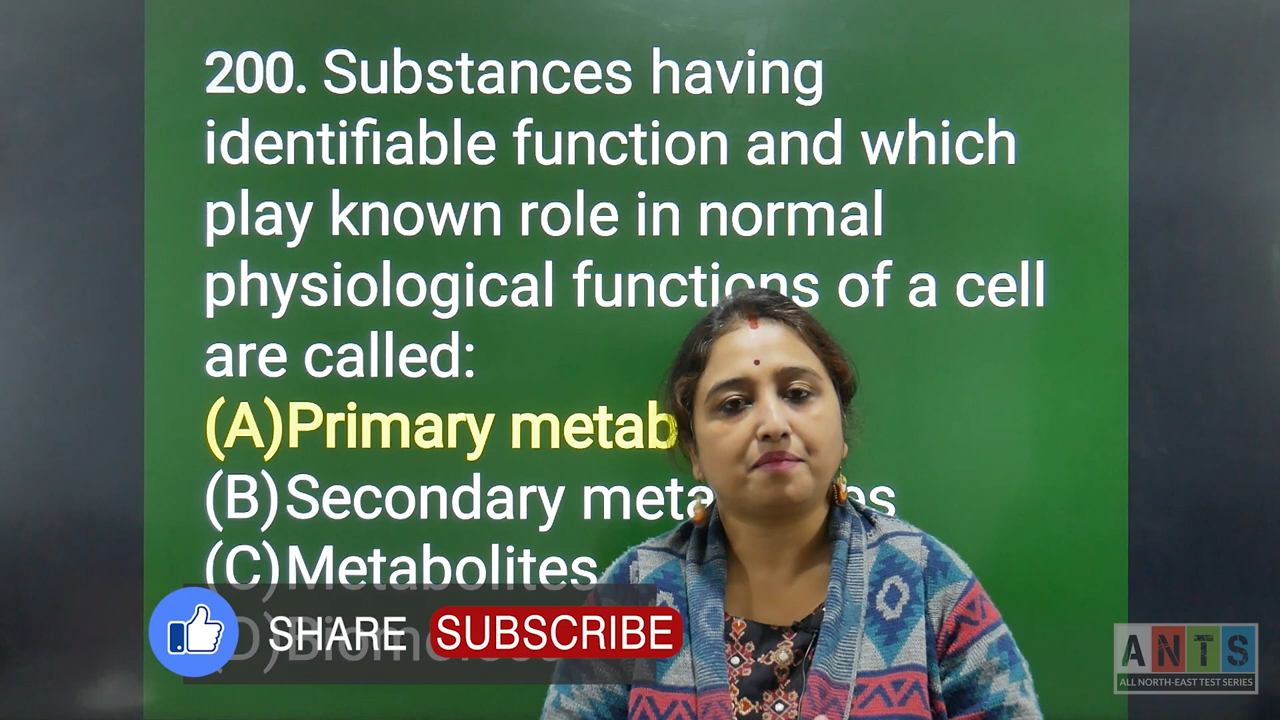 200. Substances having
identifiable function and which
play known role in normal
physiological functions of a cell
are called:
(A)Primary metab
(B)Secondary meta es
(C)Metabolites
SHARE SUBSCRIBE
ANTS
ALL NORTH-EAST TEST SERIES